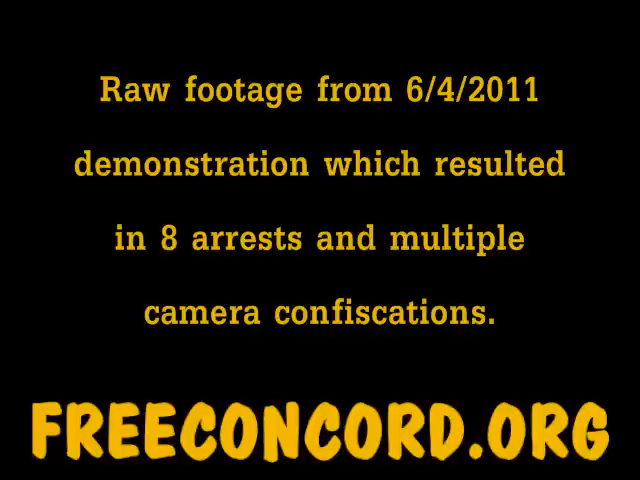 Raw footage from 6/4/2011
demonstration which resulted
in 8 arrests and multiple
camera confiscations.
FREECONCORD.ORG